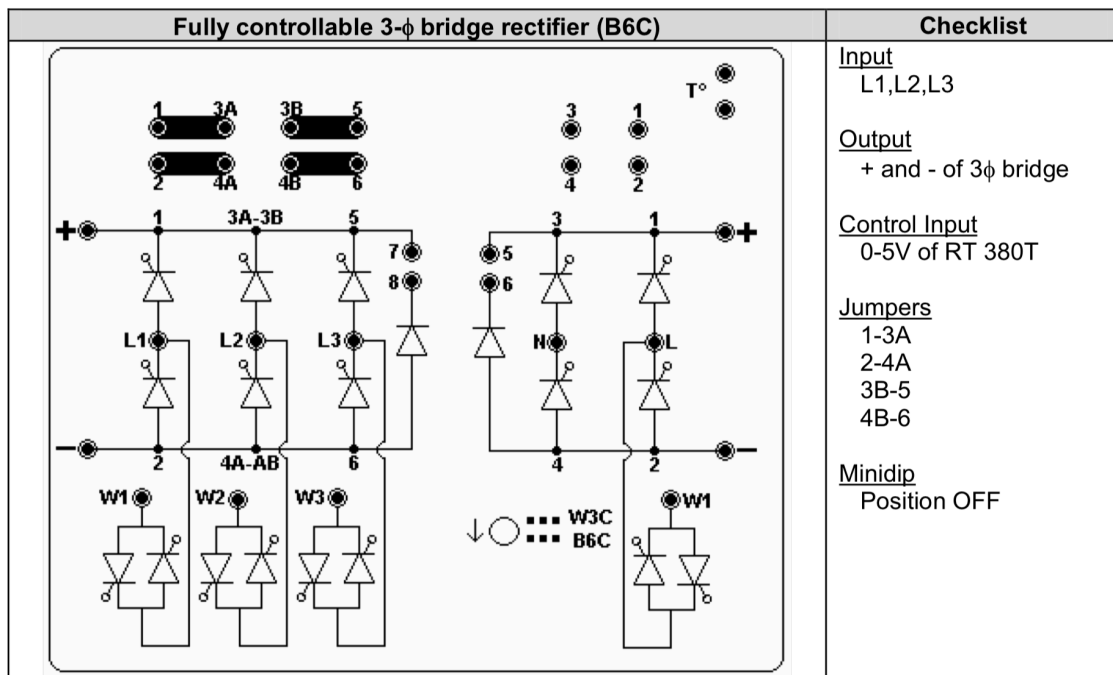 Fully controllable 3-ϕ bridge rectifier (B6C)
Checklist
T°
1 3A 3B 5
3 1
2 4A 4B 6
4 2
+ 1 3A-3B 5
3 1 +
7
5
8
6
L1 L2 L3
N L
− 2 4A-AB 6
4 2 −
W1 W2 W3
W1
↓ W3C
B6C
Input
L1,L2,L3
Output
+ and - of 3ϕ bridge
Control Input
0-5V of RT 380T
Jumpers
1-3A
2-4A
3B-5
4B-6
Minidip
Position OFF